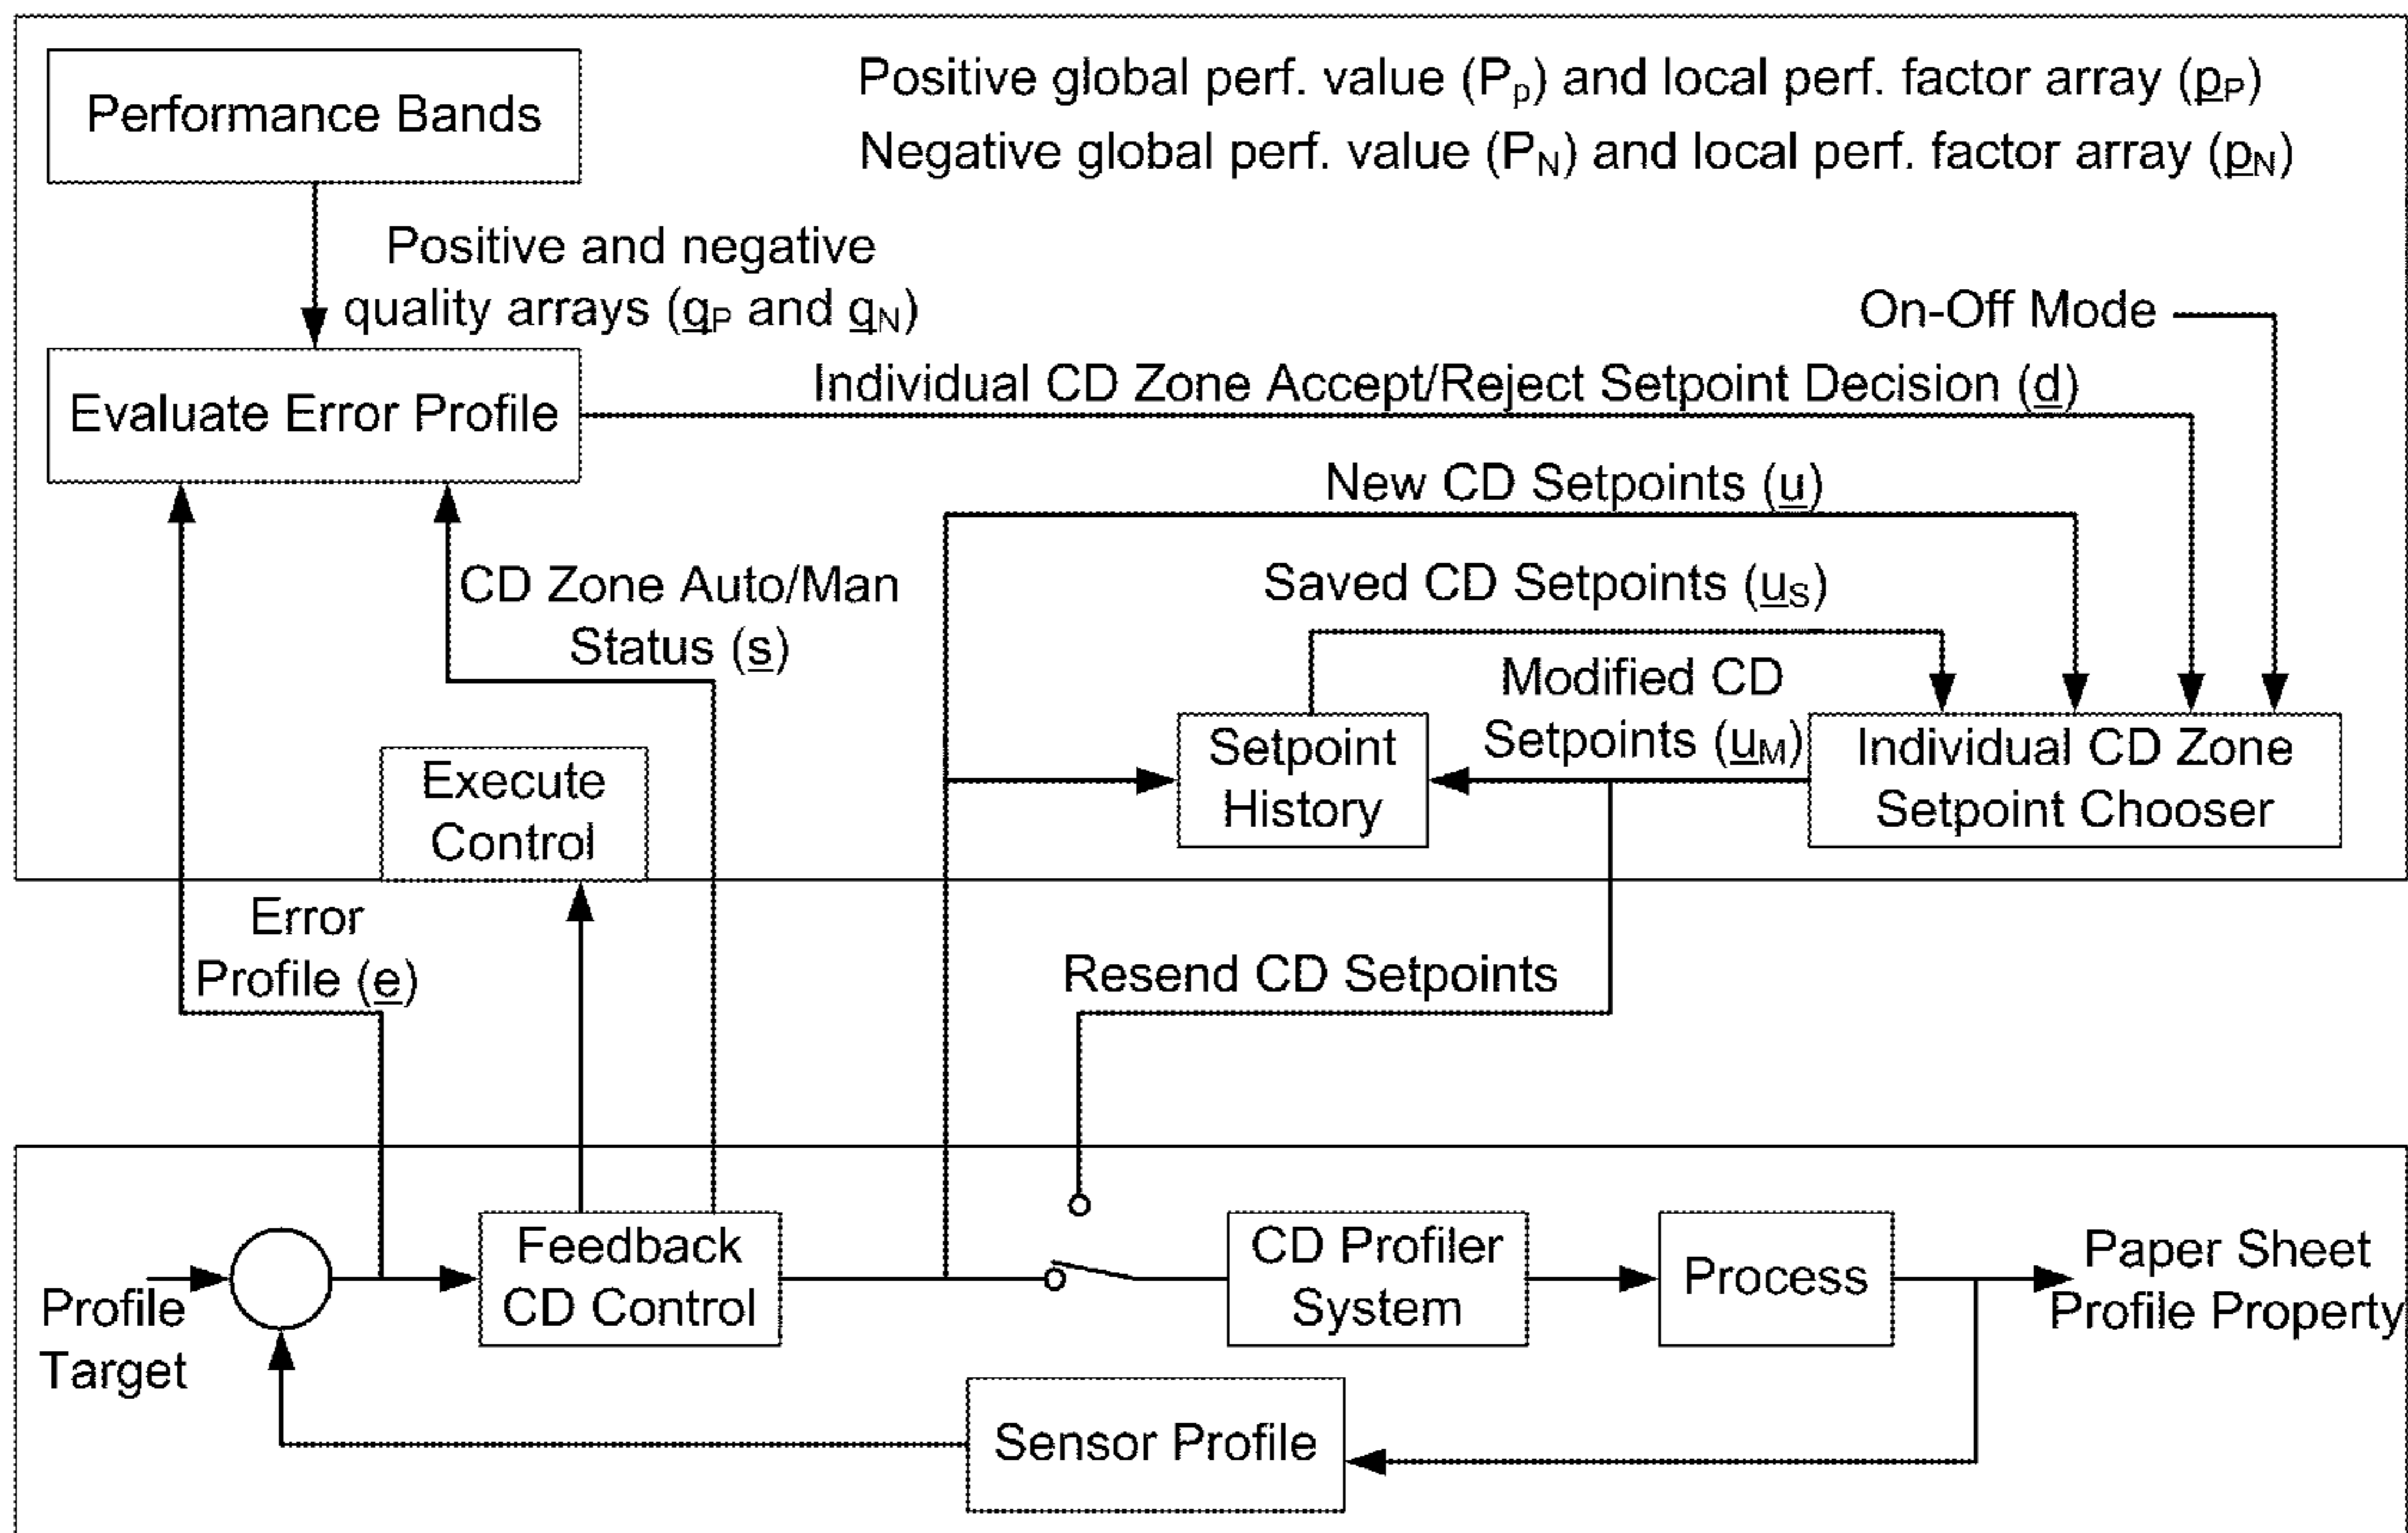 Performance Bands
Positive global perf. value (Pp) and local perf. factor array (pP)
Negative global perf. value (PN) and local perf. factor array (pN)
Positive and negative
quality arrays (qP and qN)
On-Off Mode
Evaluate Error Profile
Individual CD Zone Accept/Reject Setpoint Decision (d)
New CD Setpoints (u)
CD Zone Auto/Man
Status (s)
Saved CD Setpoints (uS)
Modified CD
Setpoints (uM)
Setpoint
History
Individual CD Zone
Setpoint Chooser
Execute
Control
Error
Profile (e)
Resend CD Setpoints
Profile
Target
Feedback
CD Control
CD Profiler
System
Process
Paper Sheet
Profile Property
Sensor Profile